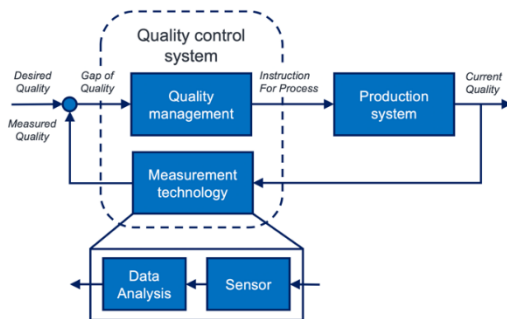 Quality control
system
Desired
Quality
Gap of
Quality
Quality
management
Instruction
For Process
Production
system
Current
Quality
Measured
Quality
Measurement
technology
Data
Analysis
Sensor